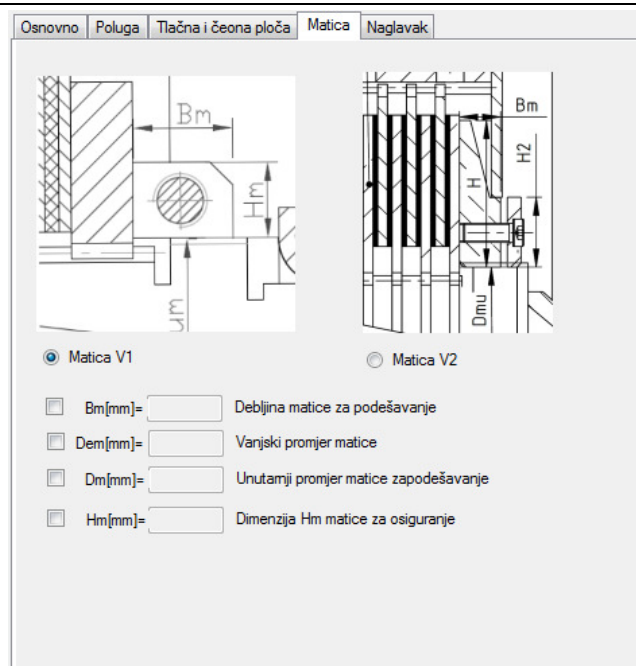 Osnovno Poluga Tlačna i čeona ploča Matica Naglavak
Bm
Hm
um
Bm
H2
H
Dmu
Matica V1
Matica V2
Bm[mm]= Debljina matice za podešavanje
Dem[mm]= Vanjski promjer matice
Dm[mm]= Unutarnji promjer matice zapodešavanje
Hm[mm]= Dimenzija Hm matice za osiguranje